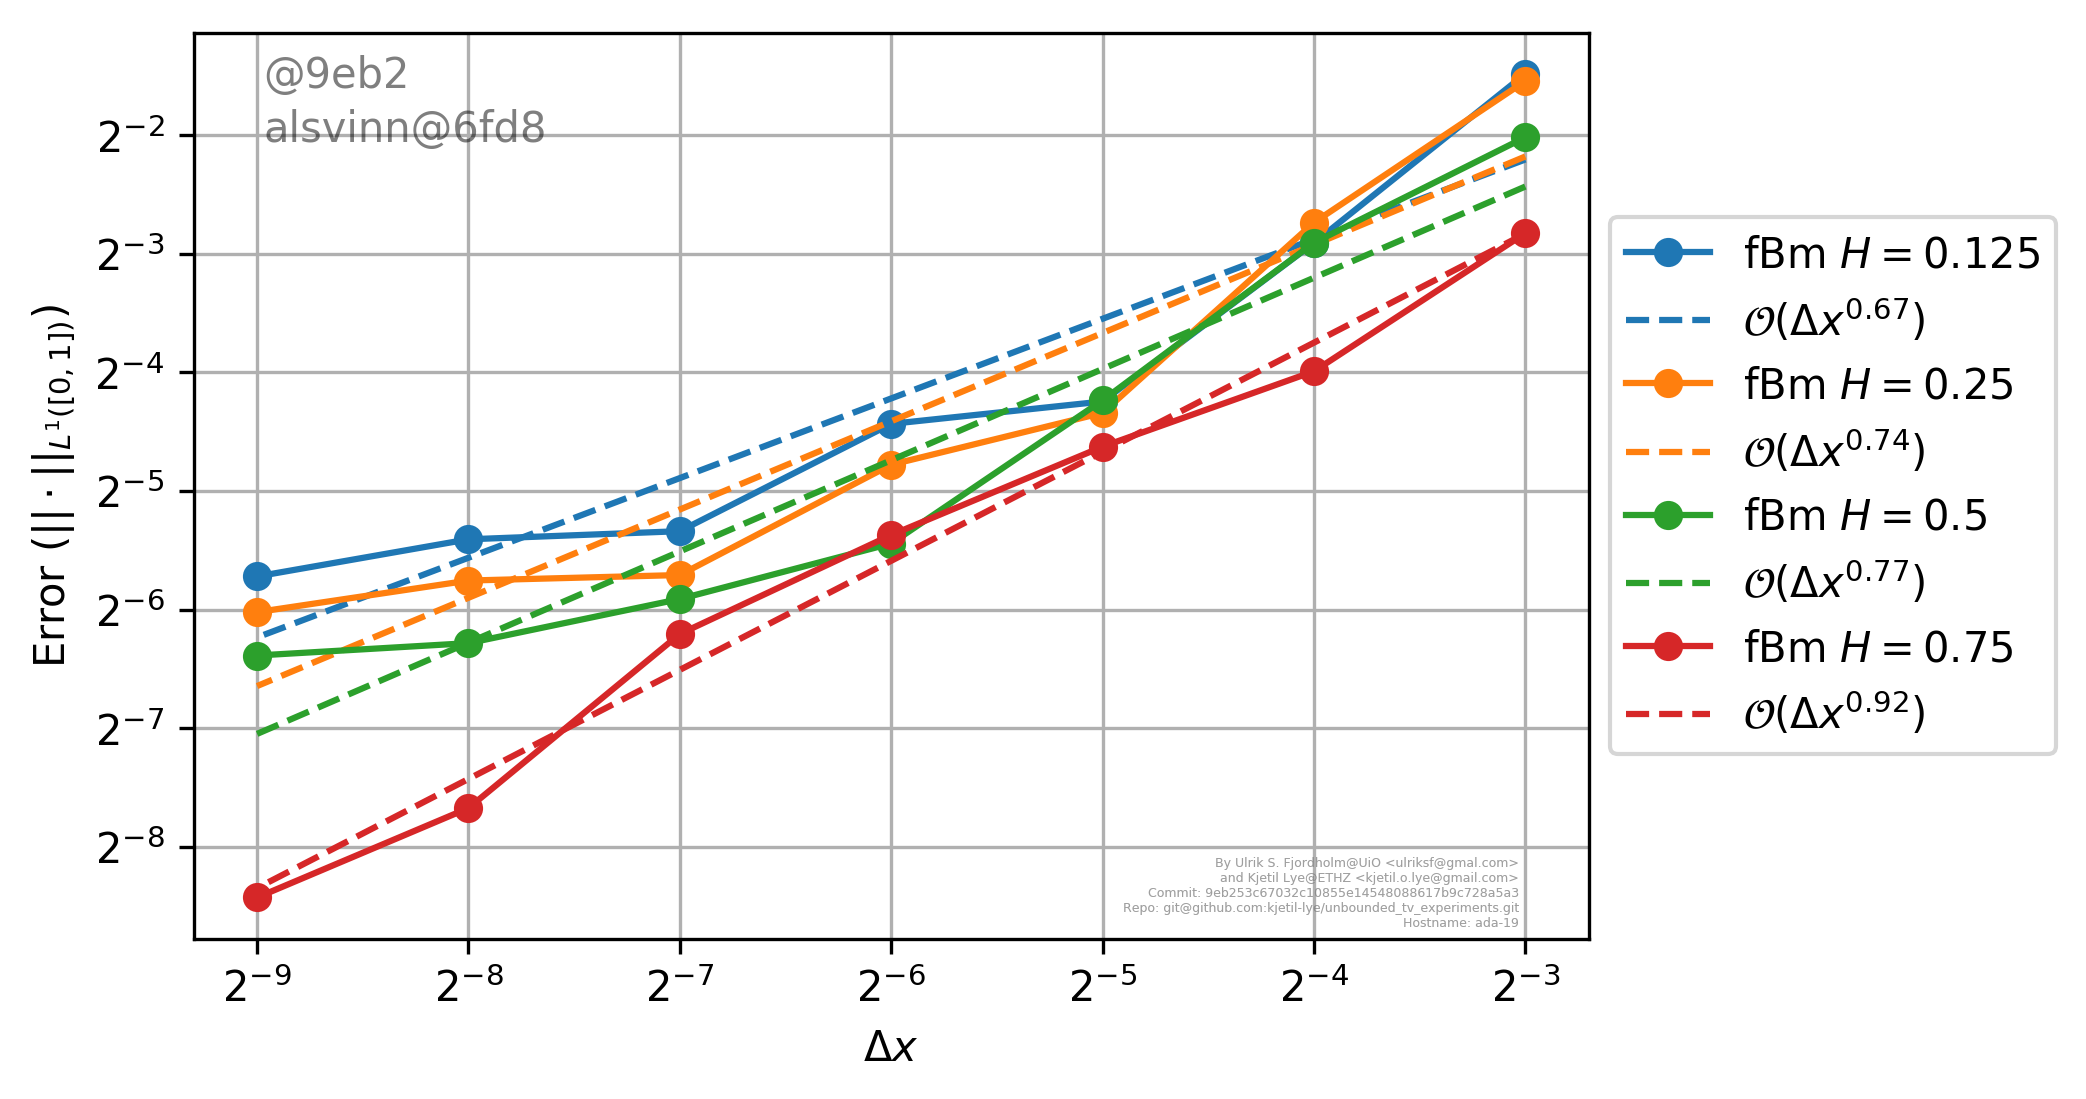 @9eb2
alsvinn@6fd8
2⁻²
2⁻³
2⁻⁴
2⁻⁵
2⁻⁶
2⁻⁷
2⁻⁸
Error (|| · ||_{L¹([0, 1])})
2⁻⁹
2⁻⁸
2⁻⁷
2⁻⁶
2⁻⁵
2⁻⁴
2⁻³
Δx
fBm H = 0.125
𝒪(Δx^{0.67})
fBm H = 0.25
𝒪(Δx^{0.74})
fBm H = 0.5
𝒪(Δx^{0.77})
fBm H = 0.75
𝒪(Δx^{0.92})
By Ulrik S. Fjordholm@UiO <ulriksf@gmal.com>
and Kjetil Lye@ETHZ <kjetil.o.lye@gmail.com>
Commit: 9eb253c67032c10855e14548088617b9c728a5a3
Repo: git@github.com:kjetil-lye/unbounded_tv_experiments.git
Hostname: ada-19